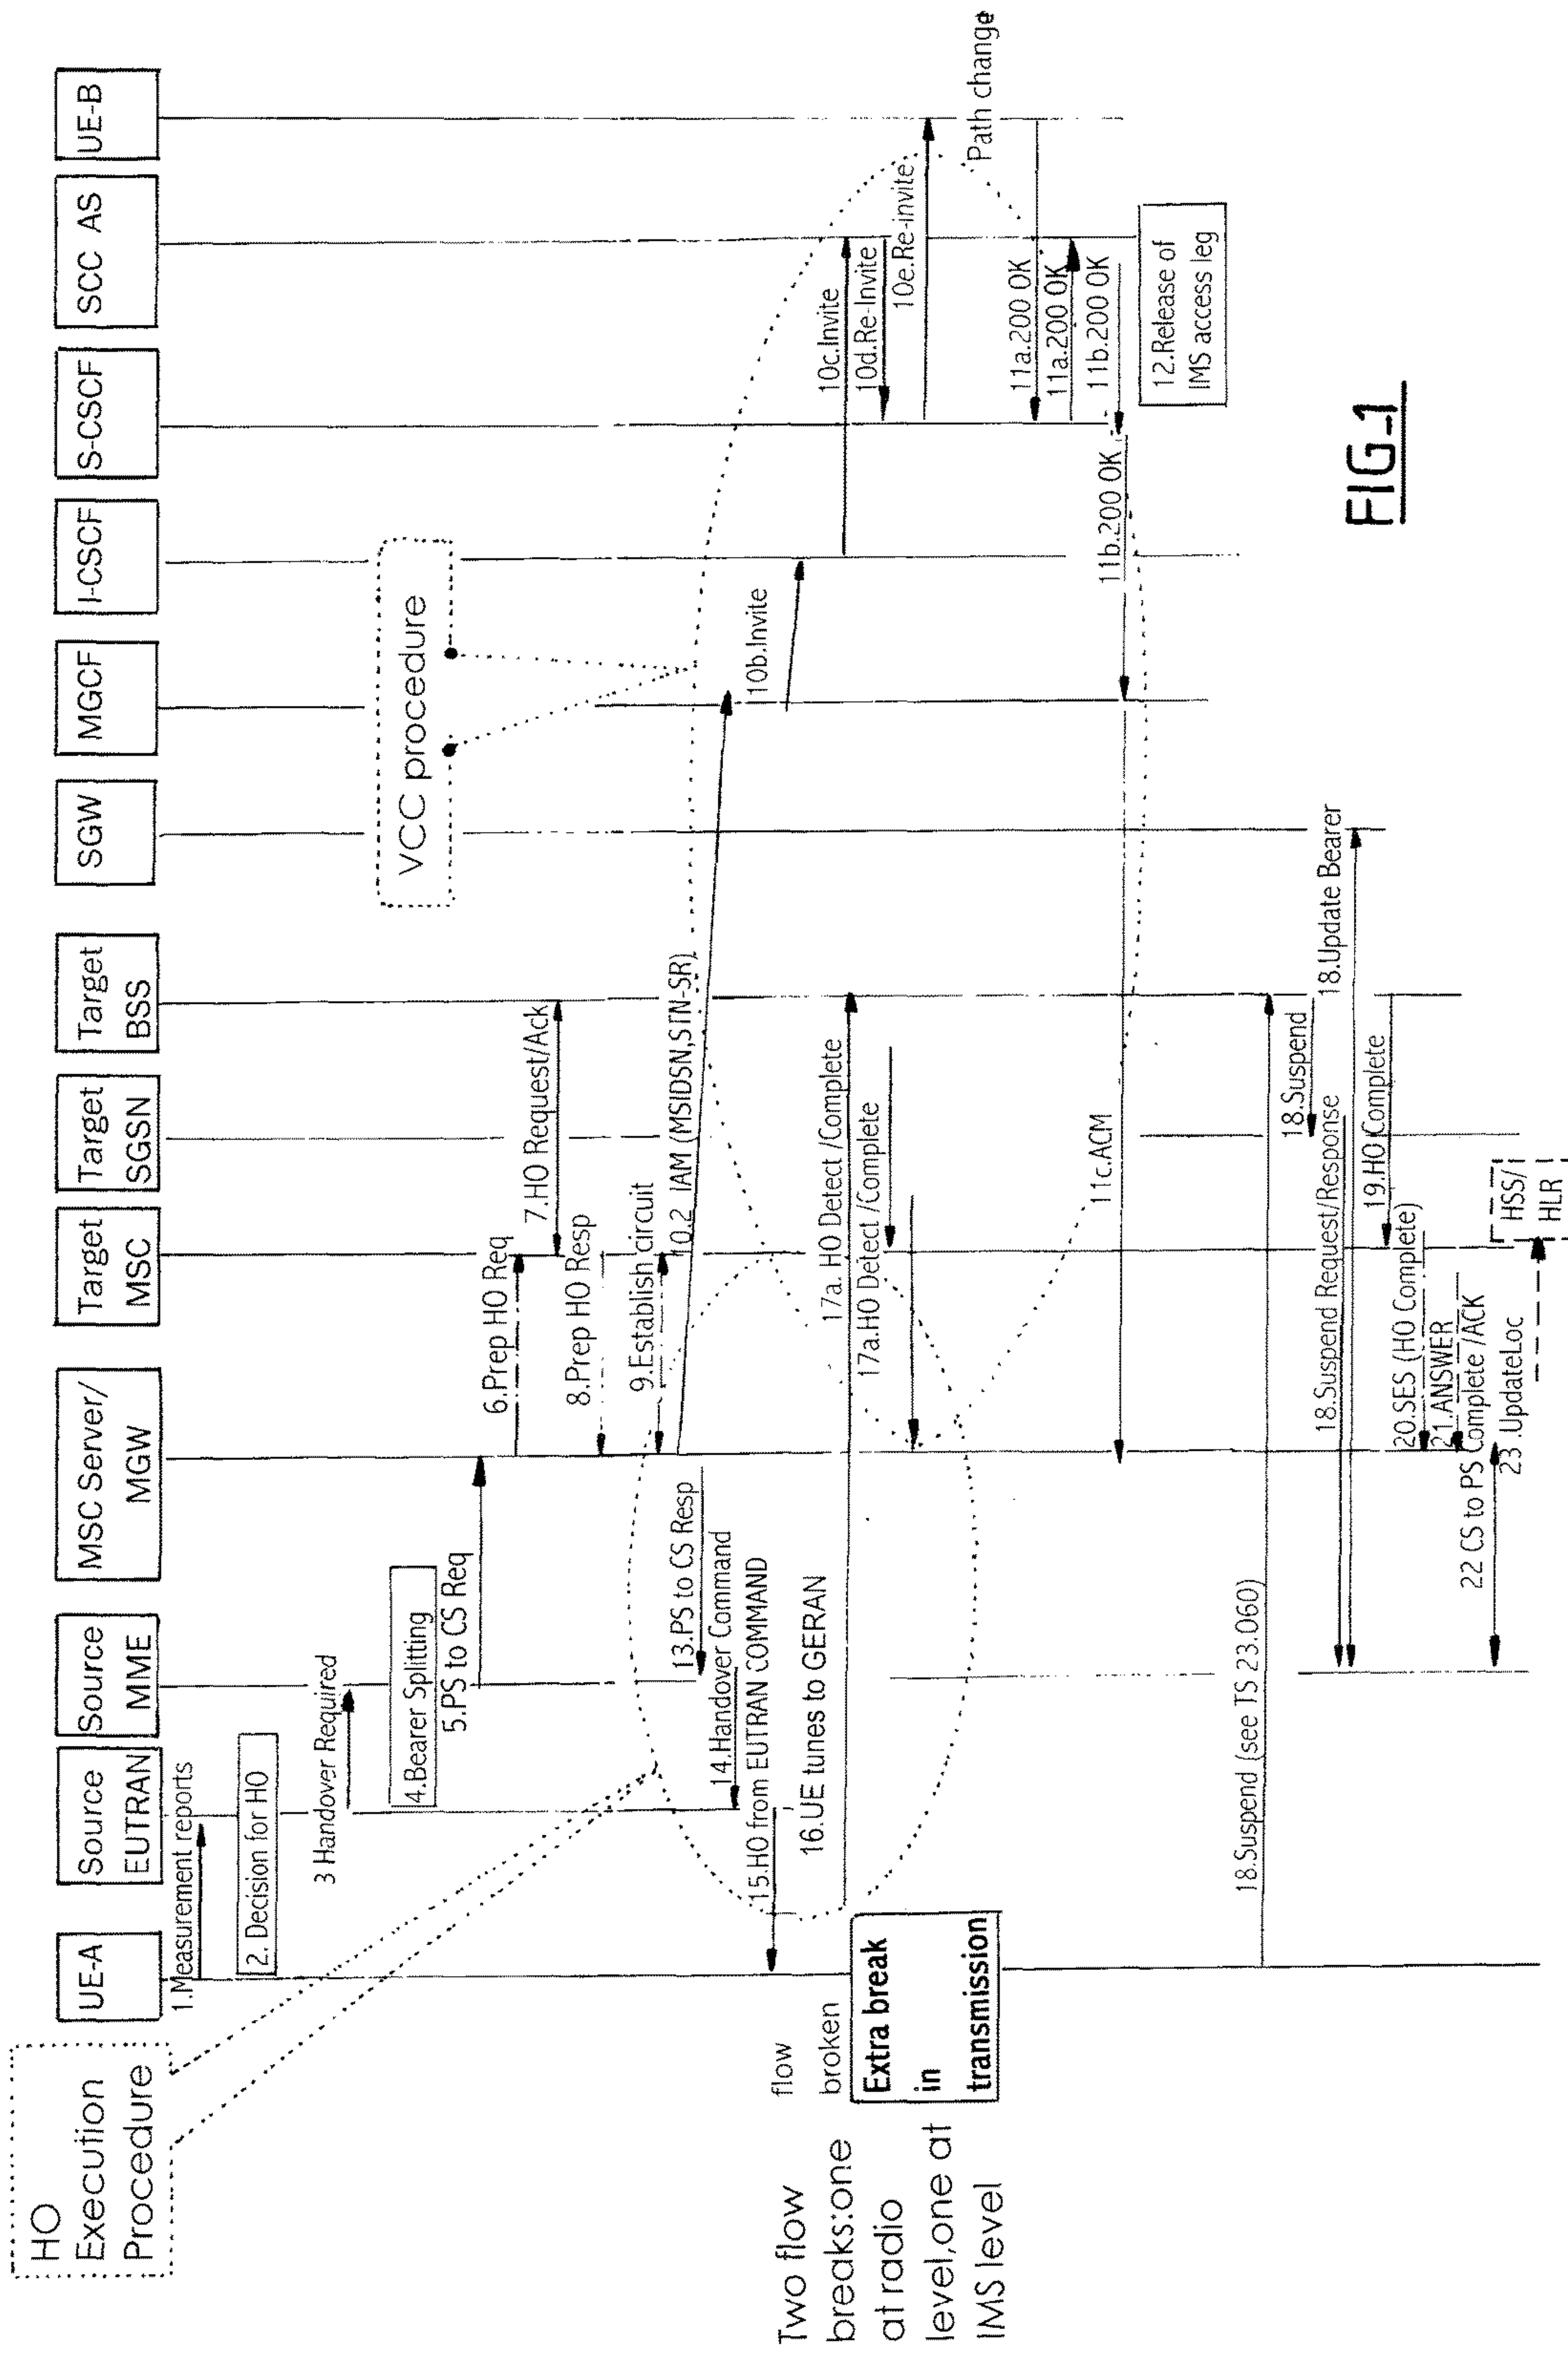 HO
Execution
Procedure
UE-A
Source
EUTRAN
Source
MME
MSC Server/
MGW
Target
MSC
Target
SGSN
Target
BSS
SGW
MGCF
I-CSCF
S-CSCF
SCC AS
UE-B
1.Measurement reports
2. Decision for HO
3 Handover Required
VCC procedure
4.Bearer Splitting
5.PS to CS Req
6.Prep HO Req
7.HO Request/Ack
8.Prep HO Resp
9.Establish circuit
10.2 IAM (MSIDSN,STN-SR)
13.PS to CS Resp
14.Handover Command
10b.Invite
15.HO from EUTRAN COMMAND
16.UE tunes to GERAN
flow
broken
17a. HO Detect /Complete
17a.HO Detect /Complete
10c.Invite
10d.Re-Invite
10e.Re-invite
Path change
Extra break
in
transmission
Two flow
breaks:one
at radio
level,one at
IMS level
11a.200 OK
11a.200 OK
11b.200 OK
11b.200 OK
11c.ACM
12.Release of
IMS access leg
18.Suspend (see TS 23.060)
18.Suspend
18.Suspend Request/Response
18.Update Bearer
19.HO Complete
20.SES (HO Complete)
21.ANSWER
22 CS to PS Complete /ACK
23.UpdateLoc
HSS/
HLR
FIG_1